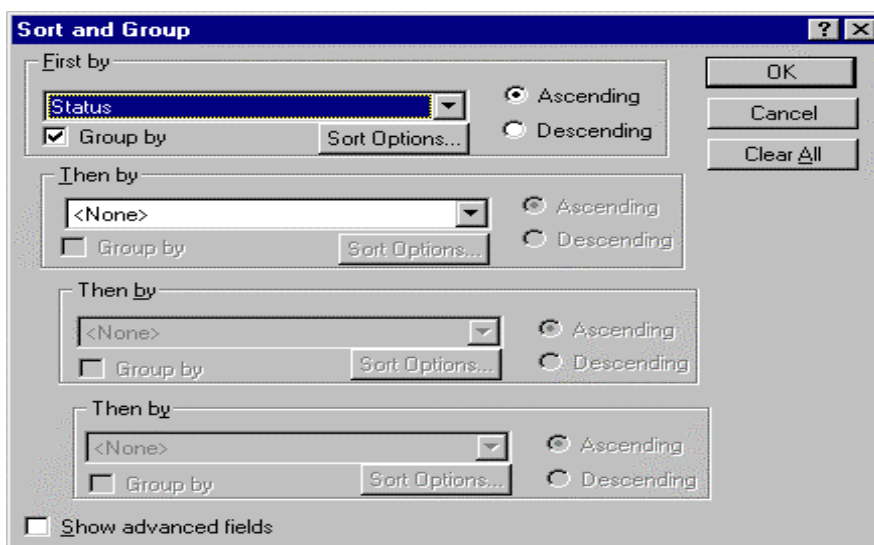 Sort and Group
First by
Status
Group by
Sort Options...
Ascending
Descending
OK
Cancel
Clear All
Then by
<None>
Group by
Sort Options...
Ascending
Descending
Then by
<None>
Group by
Sort Options...
Ascending
Descending
Then by
<None>
Group by
Sort Options...
Ascending
Descending
Show advanced fields